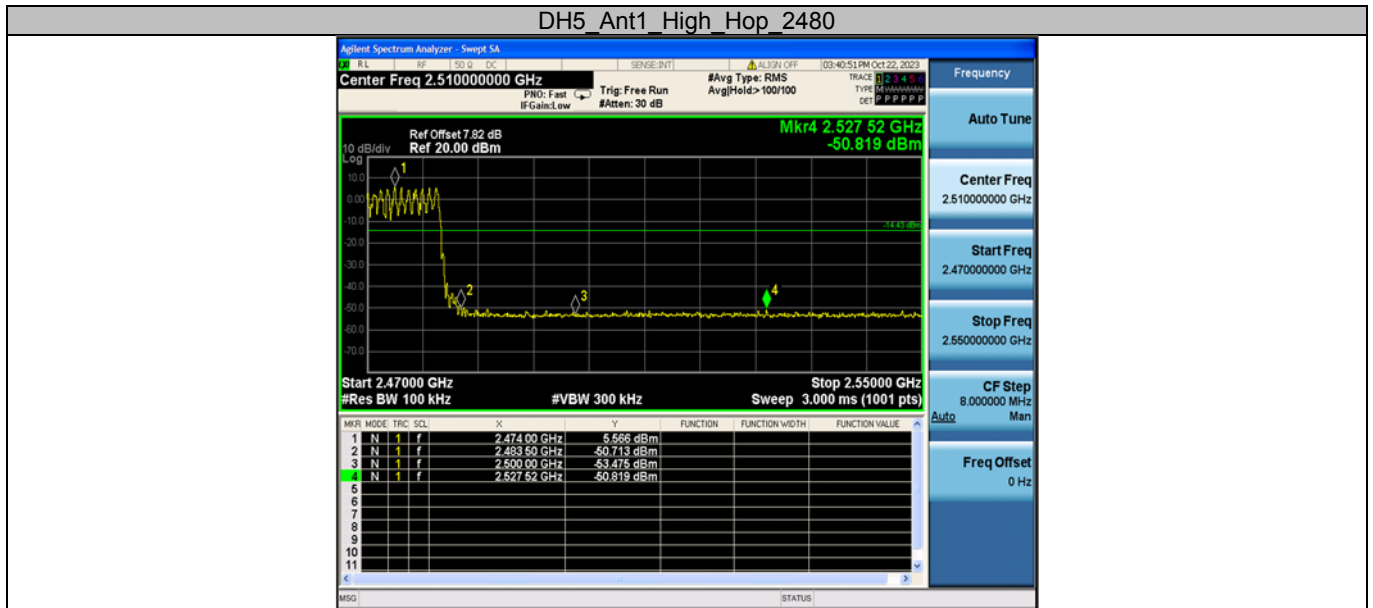 DH5_Ant1_High_Hop_2480
Agilent Spectrum Analyzer - Swept SA
RL RF 50 Ω DC SENSE:INT ALIGN OFF 03:40:51 PM Oct 22, 2023
Center Freq 2.510000000 GHz
PNO: Fast
IFGain:Low
Trig: Free Run
#Atten: 30 dB
#Avg Type: RMS
Avg|Hold:>100/100
TRACE 1 2 3 4 5 6
TYPE M WWWWW
DET P P P P P P
Frequency
Auto Tune
Center Freq
2.510000000 GHz
Start Freq
2.470000000 GHz
Stop Freq
2.550000000 GHz
CF Step
8.000000 MHz
Auto Man
Freq Offset
0 Hz
Mkr4 2.527 52 GHz
-50.819 dBm
Ref Offset 7.82 dB
10 dB/div Ref 20.00 dBm
Log
10.0
0.00
-10.0
-20.0
-30.0
-40.0
-50.0
-60.0
-70.0
1
2
3
4
-14.43 dBm
Start 2.47000 GHz Stop 2.55000 GHz
#Res BW 100 kHz #VBW 300 kHz Sweep 3.000 ms (1001 pts)
MKR MODE TRC SCL X Y FUNCTION FUNCTION WIDTH FUNCTION VALUE
1 N 1 f 2.474 00 GHz 5.566 dBm
2 N 1 f 2.483 50 GHz -50.713 dBm
3 N 1 f 2.500 00 GHz -53.475 dBm
4 N 1 f 2.527 52 GHz -50.819 dBm
5
6
7
8
9
10
11
MSG STATUS